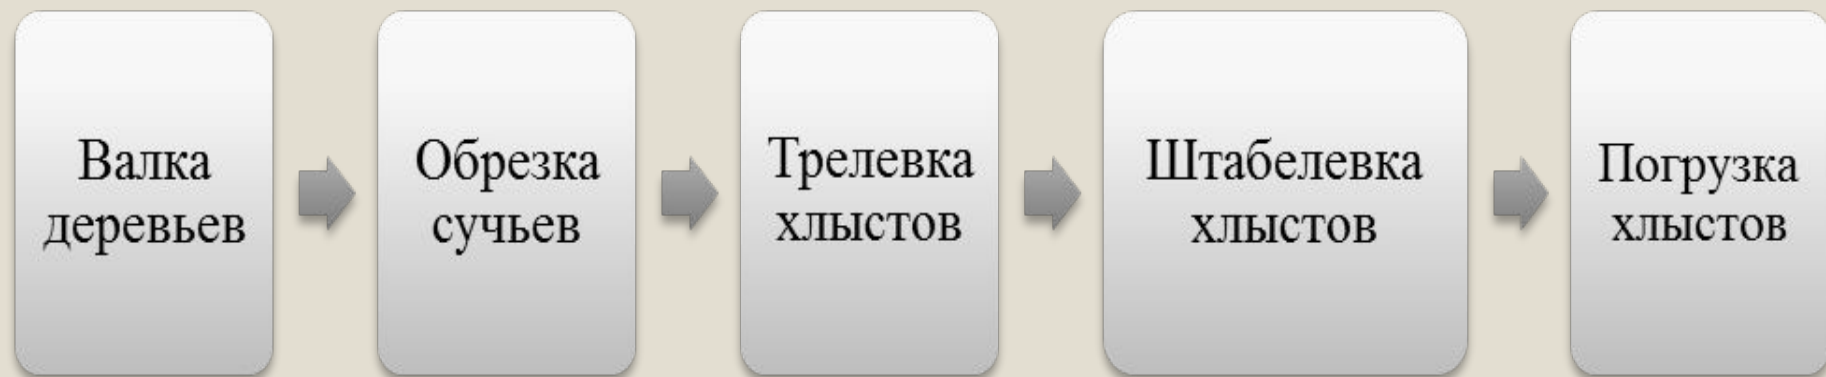 Валка
деревьев
Обрезка
сучьев
Трелевка
хлыстов
Штабелевка
хлыстов
Погрузка
хлыстов